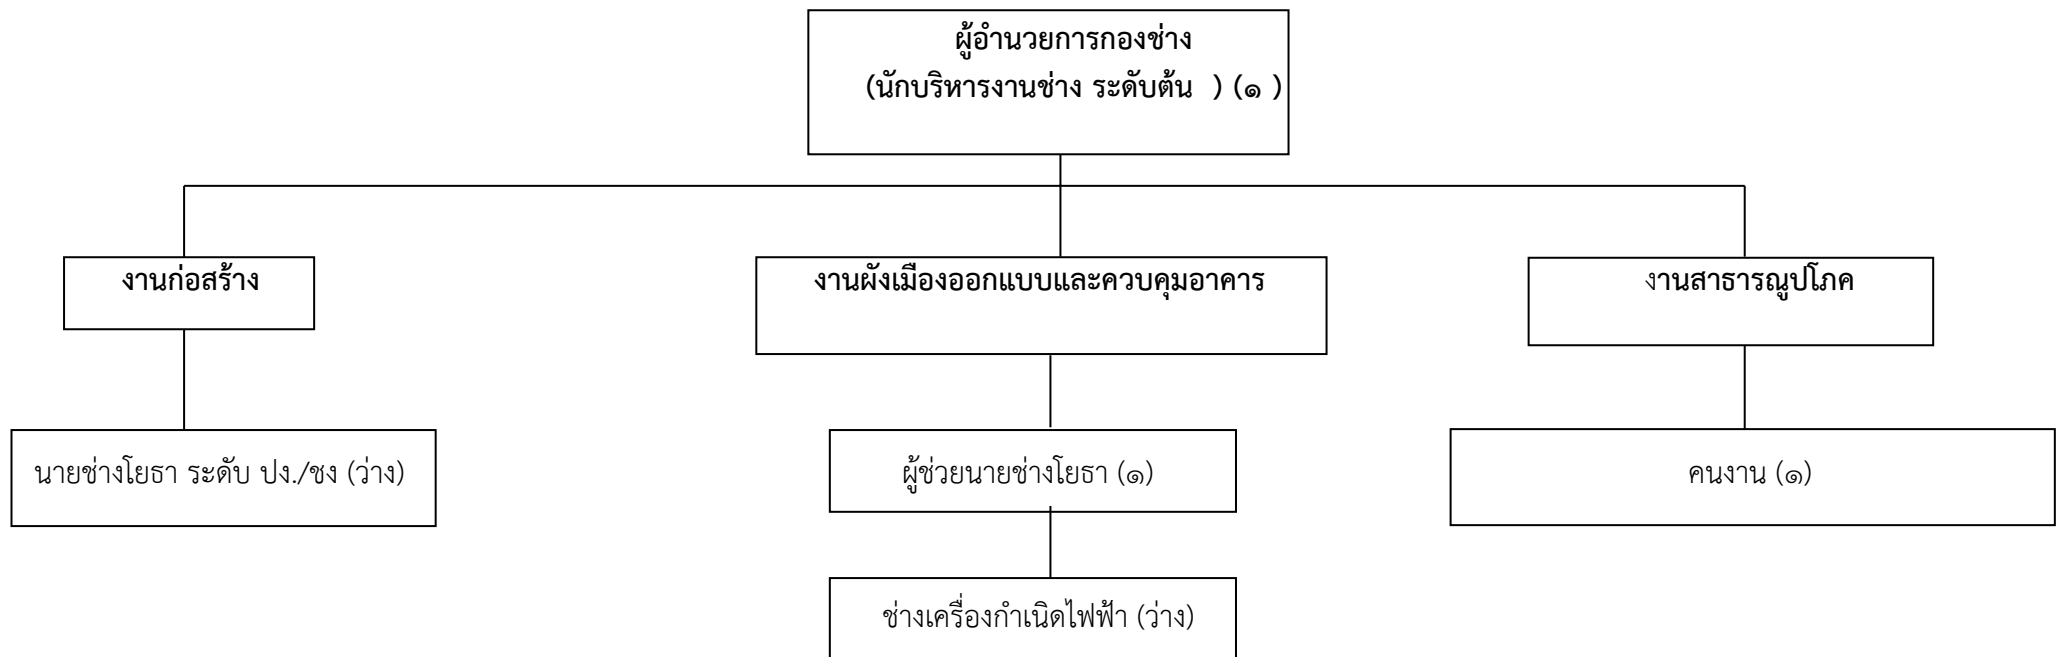 ผู้อำนวยการกองช่าง
(นักบริหารงานช่าง ระดับต้น ) (๑ )
งานก่อสร้าง
งานผังเมืองออกแบบและควบคุมอาคาร
งานสาธารณูปโภค
นายช่างโยธา ระดับ ปง./ชง (ว่าง)
ผู้ช่วยนายช่างโยธา (๑)
คนงาน (๑)
ช่างเครื่องกำเนิดไฟฟ้า (ว่าง)